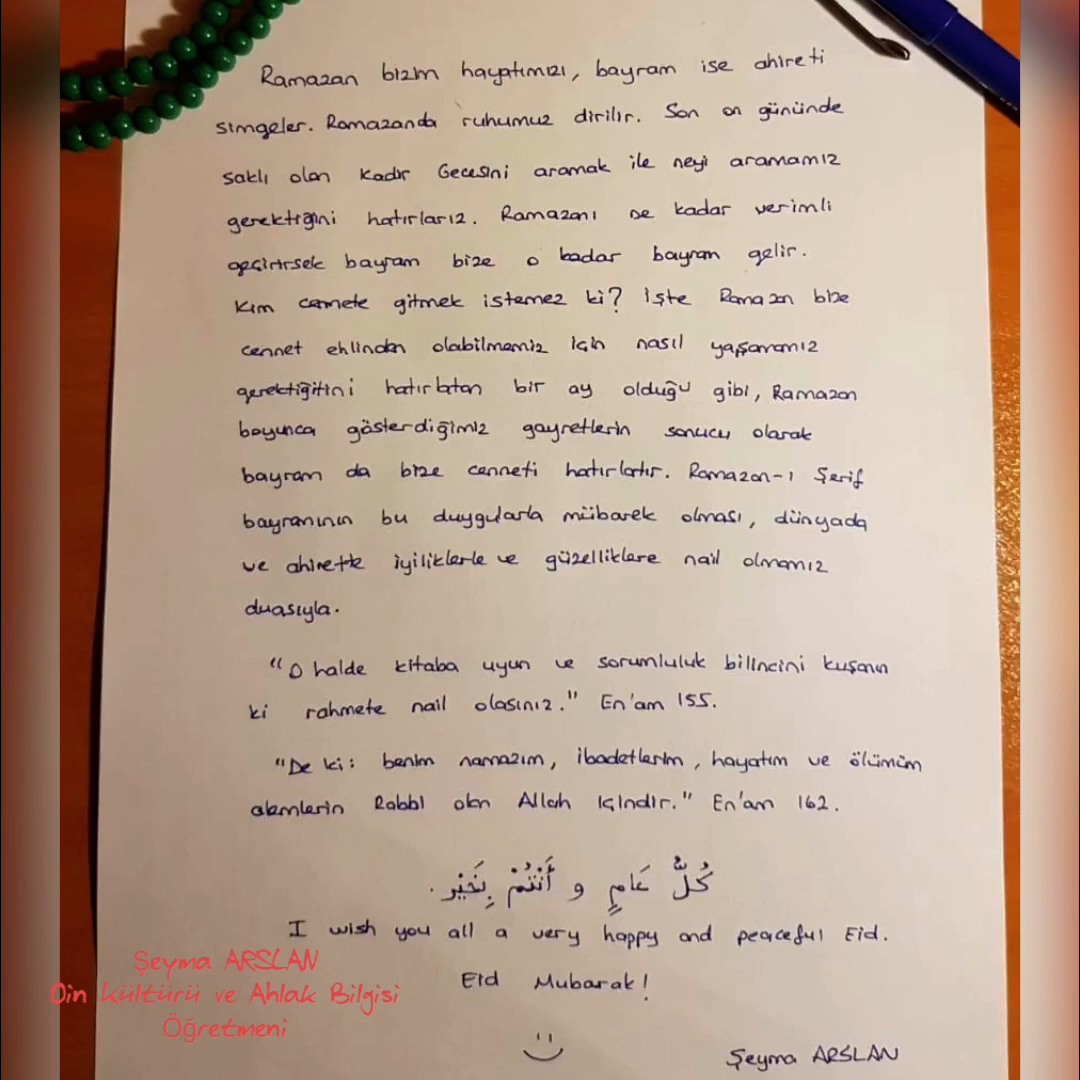 Ramazan bizim hayatımızı, bayram ise ahireti
simgeler. Ramazanda ruhumuz dirilir. Son on gününde
saklı olan Kadir Gecesini aramak ile neyi aramamız
gerektiğini hatırlarız. Ramazanı ne kadar verimli
geçirirsek bayram bize o kadar bayram gelir.
Kim cennete gitmek istemez ki? İşte Ramazan bize
cennet ehlinden olabilmemiz için nasıl yaşamamız
gerektiğitini hatırlatan bir ay olduğu gibi, Ramazan
boyunca gösterdiğimiz gayretlerin sonucu olarak
bayram da bize cenneti hatırlatır. Ramazan-ı Şerif
bayramının bu duygularla mübarek olması, dünyada
ve ahirette iyiliklerle ve güzelliklere nail olmamız
duasıyla.
"O halde kitaba uyun ve sorumluluk bilincini kuşanın
ki rahmete nail olasınız." En'am 155.
"De ki: benim namazım, ibadetlerim, hayatım ve ölümüm
alemlerin Rabbi olan Allah içindir." En'am 162.
كُلُّ عَامٍ و أَنْتُمْ بِخَيْر.
I wish you all a very happy and peaceful Eid.
Eid Mubarak!
Şeyma ARSLAN
Şeyma ARSLAN
Din Kültürü ve Ahlak Bilgisi
Öğretmeni